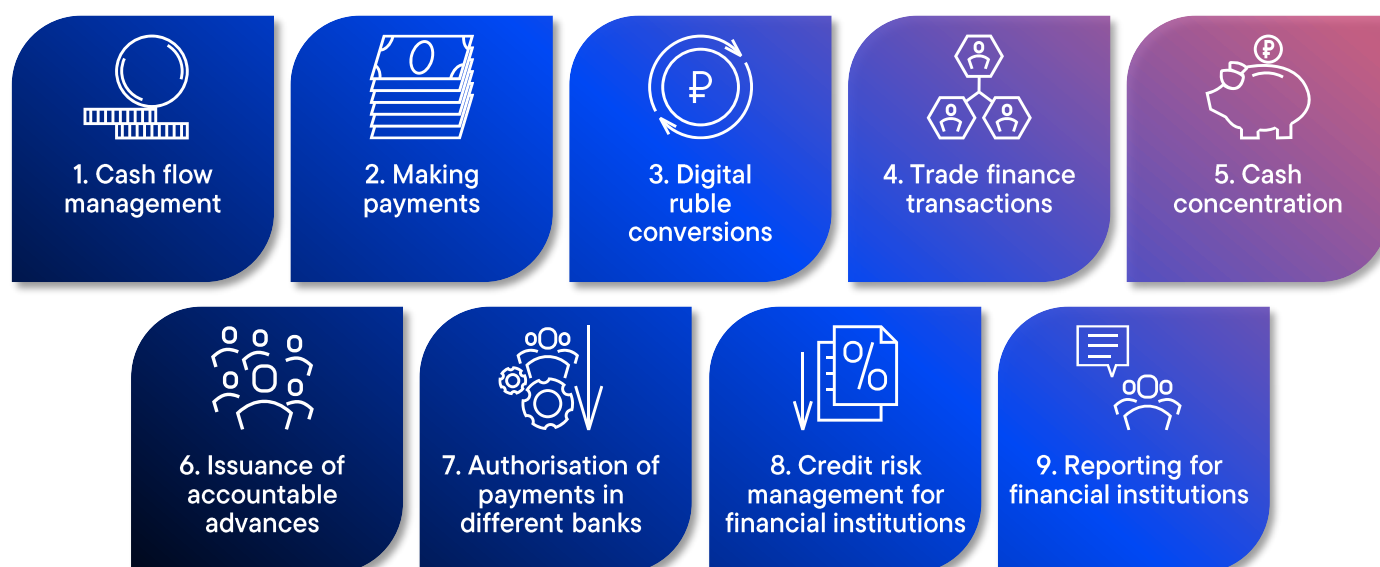 1. Cash flow
management
2. Making
payments
3. Digital
ruble
conversions
4. Trade finance
transactions
5. Cash
concentration
6. Issuance of
accountable
advances
7. Authorisation of
payments in
different banks
8. Credit risk
management for
financial institutions
9. Reporting for
financial institutions